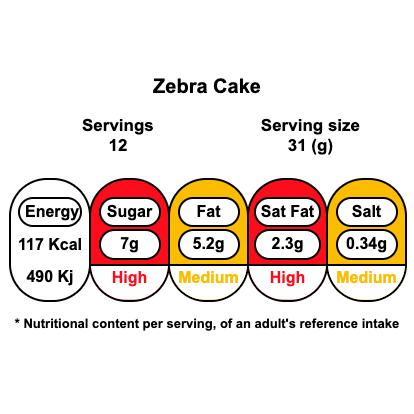 Zebra Cake
Servings
12
Serving size
31 (g)
Energy Sugar Fat Sat Fat Salt
117 Kcal 7g 5.2g 2.3g 0.34g
490 Kj High Medium High Medium
* Nutritional content per serving, of an adult's reference intake